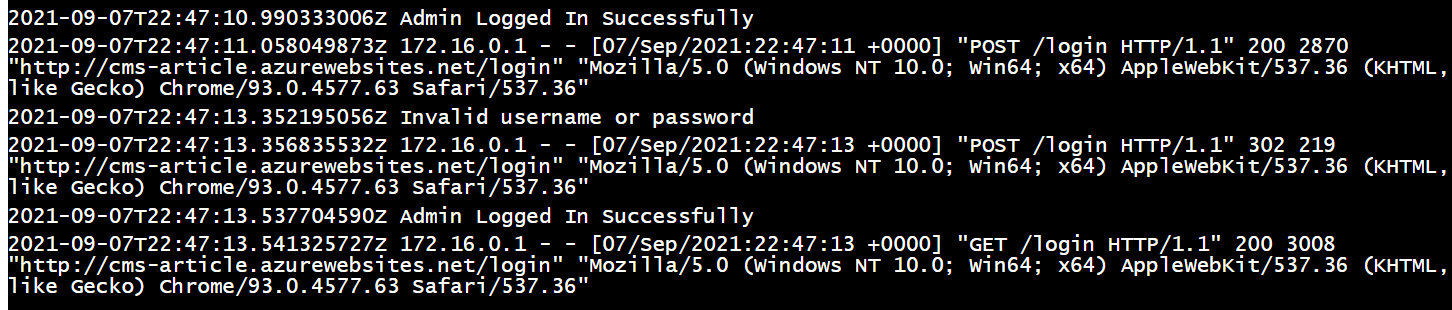 2021-09-07T22:47:10.990333006Z Admin Logged In Successfully
2021-09-07T22:47:11.058049873Z 172.16.0.1 - - [07/Sep/2021:22:47:11 +0000] "POST /login HTTP/1.1" 200 2870
"http://cms-article.azurewebsites.net/login" "Mozilla/5.0 (Windows NT 10.0; Win64; x64) AppleWebKit/537.36 (KHTML,
like Gecko) Chrome/93.0.4577.63 Safari/537.36"
2021-09-07T22:47:13.352195056Z Invalid username or password
2021-09-07T22:47:13.356835532Z 172.16.0.1 - - [07/Sep/2021:22:47:13 +0000] "POST /login HTTP/1.1" 302 219
"http://cms-article.azurewebsites.net/login" "Mozilla/5.0 (Windows NT 10.0; Win64; x64) AppleWebKit/537.36 (KHTML,
like Gecko) Chrome/93.0.4577.63 Safari/537.36"
2021-09-07T22:47:13.537704590Z Admin Logged In Successfully
2021-09-07T22:47:13.541325727Z 172.16.0.1 - - [07/Sep/2021:22:47:13 +0000] "GET /login HTTP/1.1" 200 3008
"http://cms-article.azurewebsites.net/login" "Mozilla/5.0 (Windows NT 10.0; Win64; x64) AppleWebKit/537.36 (KHTML,
like Gecko) Chrome/93.0.4577.63 Safari/537.36"